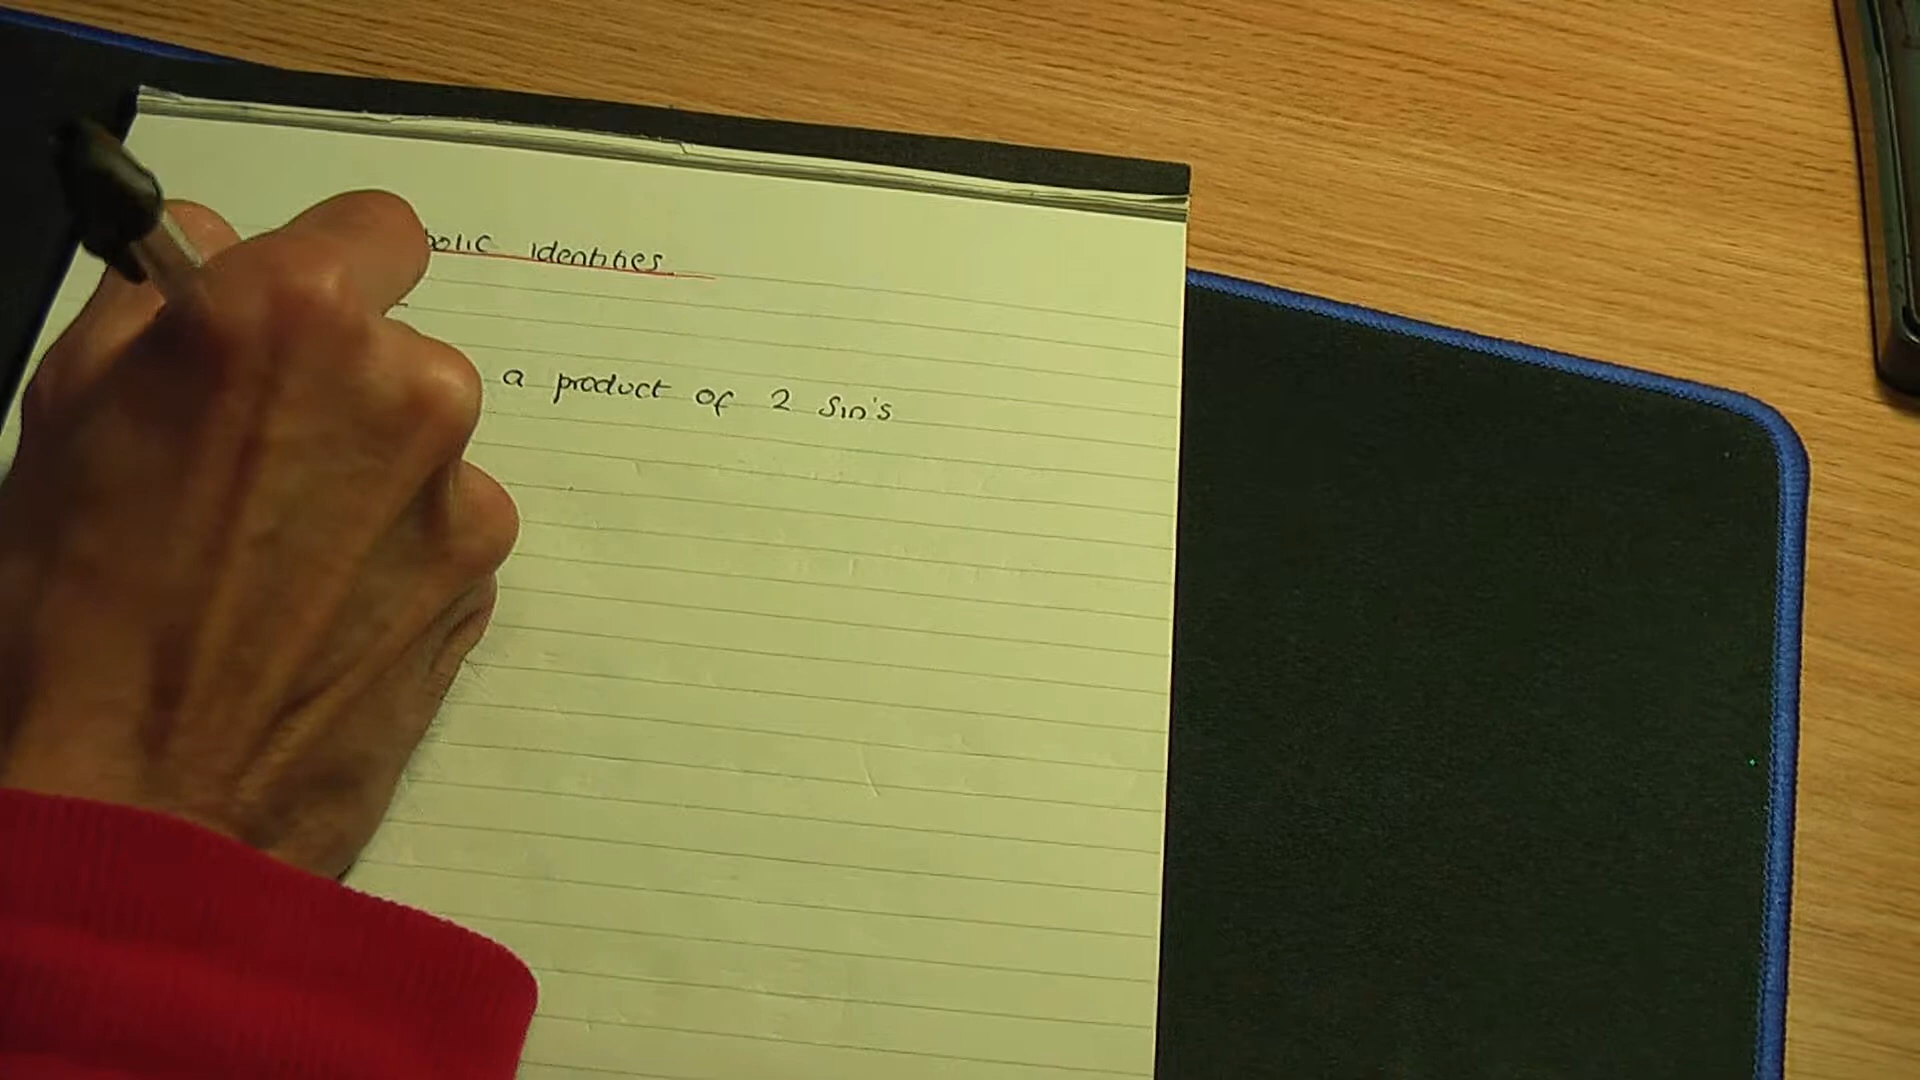 bolic identities
a product of 2 sin's